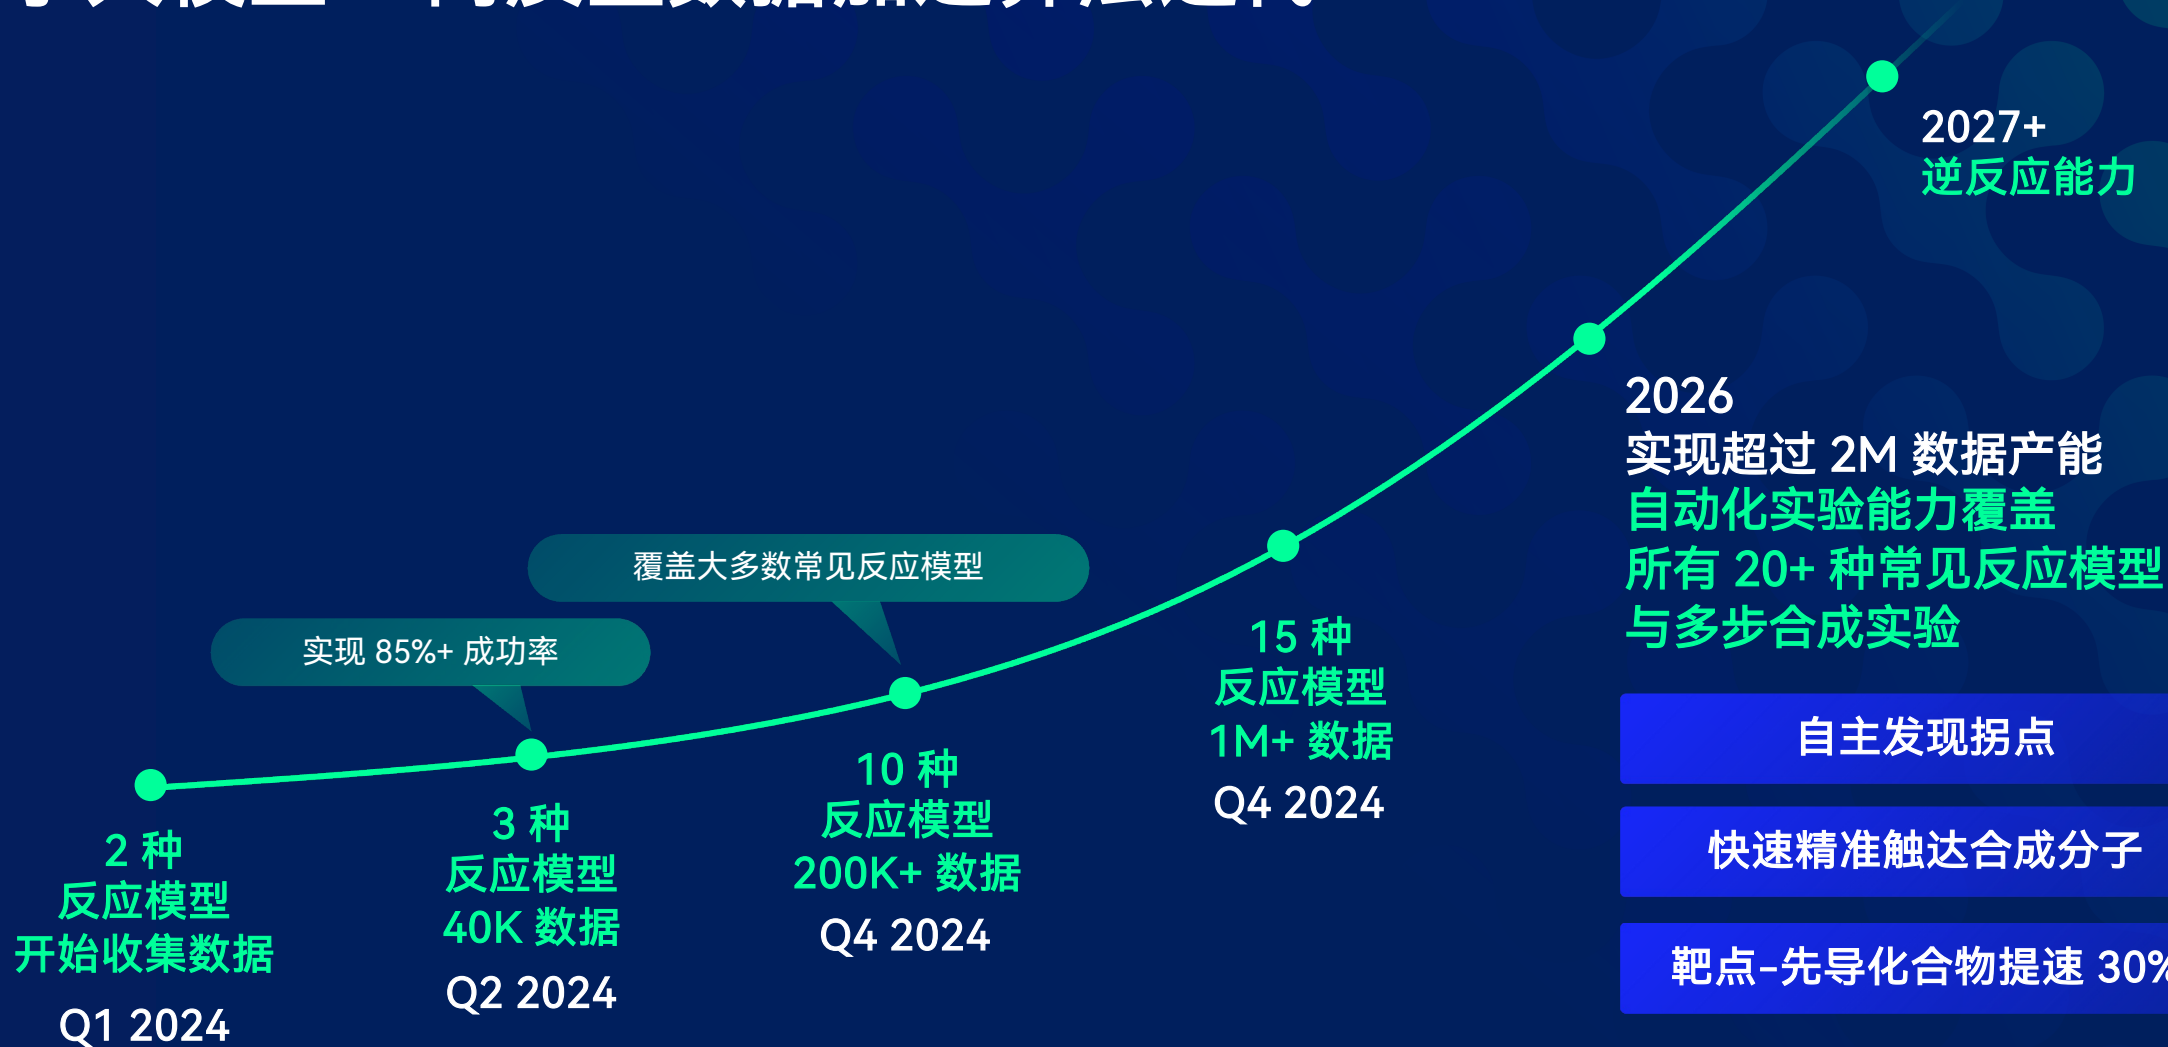 2027+
逆反应能力
2026
实现超过 2M 数据产能
自动化实验能力覆盖
所有 20+ 种常见反应模型
与多步合成实验
自主发现拐点
快速精准触达合成分子
靶点-先导化合物提速 30%
覆盖大多数常见反应模型
实现 85%+ 成功率
2 种
反应模型
开始收集数据
Q1 2024
3 种
反应模型
40K 数据
Q2 2024
10 种
反应模型
200K+ 数据
Q4 2024
15 种
反应模型
1M+ 数据
Q4 2024